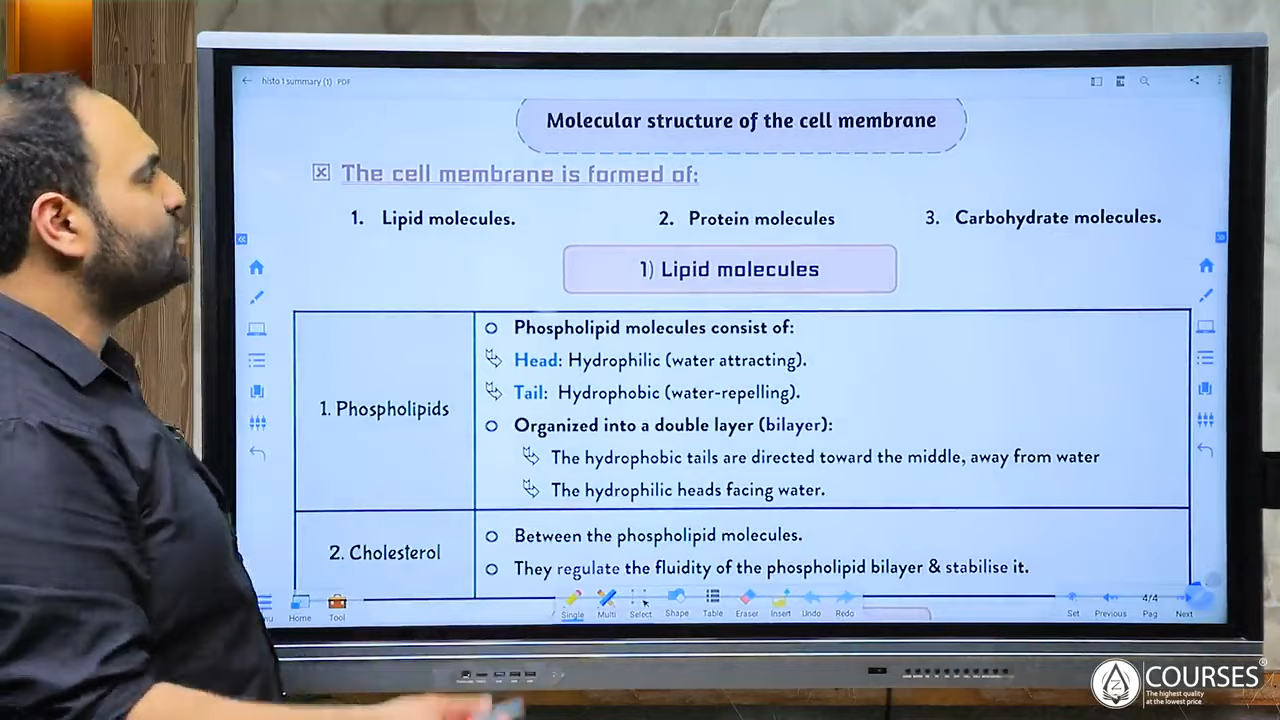 histo 1 summary (1) PDF
Molecular structure of the cell membrane
The cell membrane is formed of:
1. Lipid molecules. 2. Protein molecules 3. Carbohydrate molecules.
1) Lipid molecules
1. Phospholipids
Phospholipid molecules consist of:
Head: Hydrophilic (water attracting).
Tail: Hydrophobic (water-repelling).
Organized into a double layer (bilayer):
The hydrophobic tails are directed toward the middle, away from water
The hydrophilic heads facing water.
2. Cholesterol
Between the phospholipid molecules.
They regulate the fluidity of the phospholipid bilayer & stabilise it.
nu Home Tool Single Multi Select Shape Table Eraser Insert Undo Redo Set Previous 4/4 Pag Next
COURSES®
The highest quality
at the lowest price